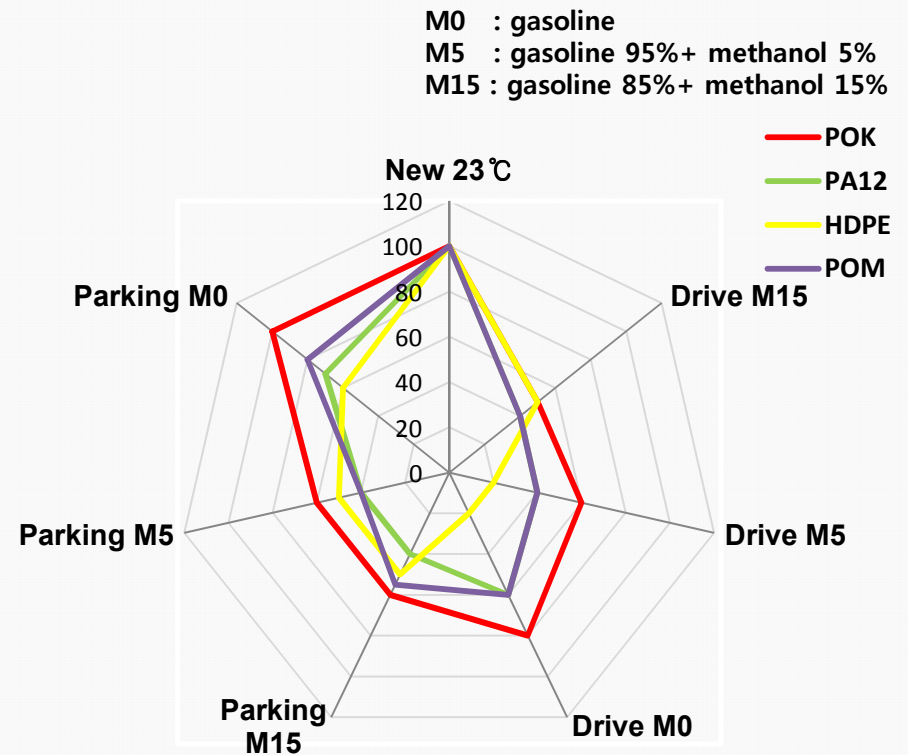 M0 : gasoline
M5 : gasoline 95%+ methanol 5%
M15 : gasoline 85%+ methanol 15%
POK
PA12
HDPE
POM
New 23℃
120
100
80
60
40
20
0
Drive M15
Drive M5
Drive M0
Parking
M15
Parking M5
Parking M0